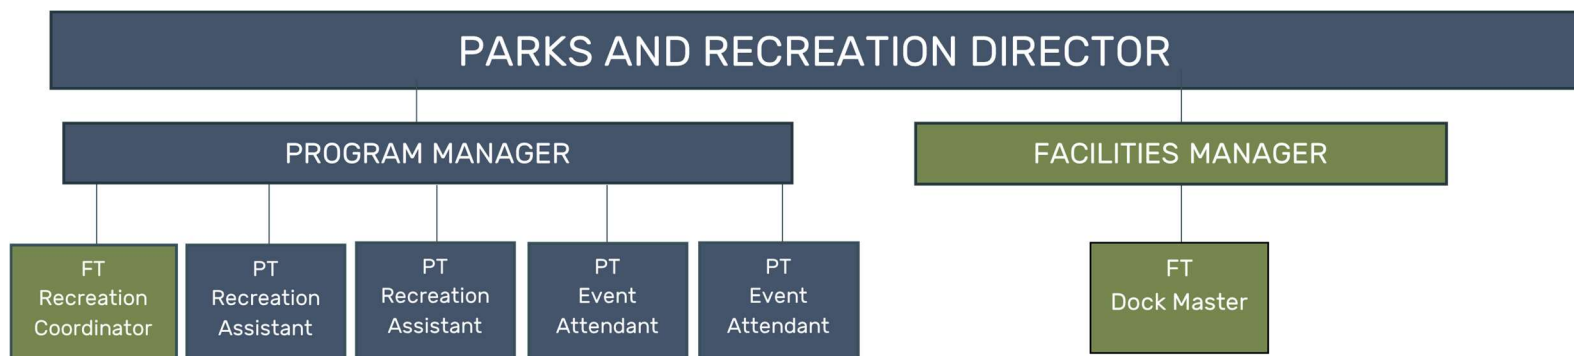 PARKS AND RECREATION DIRECTOR
PROGRAM MANAGER
FACILITIES MANAGER
FT
Recreation
Coordinator
PT
Recreation
Assistant
PT
Recreation
Assistant
PT
Event
Attendant
PT
Event
Attendant
FT
Dock Master